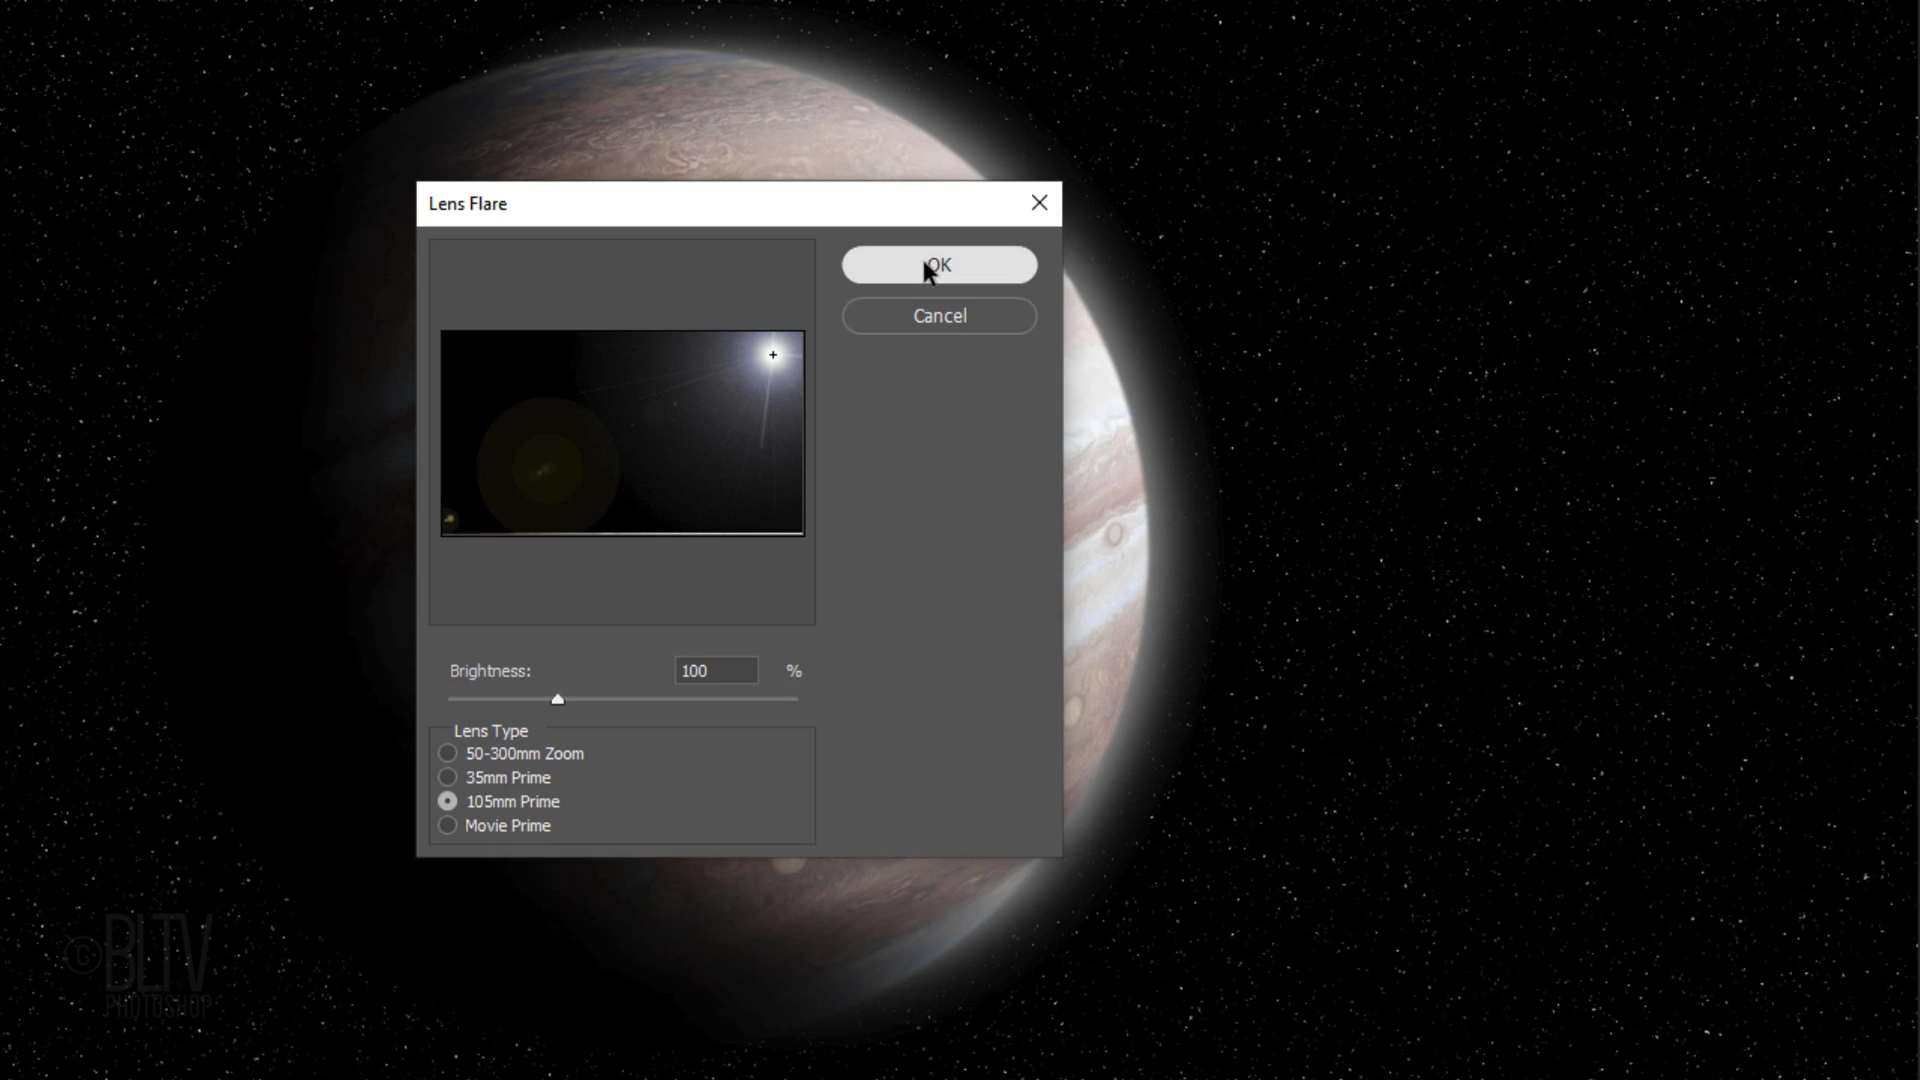 Lens Flare
OK
Cancel
Brightness:
100
%
Lens Type
50-300mm Zoom
35mm Prime
105mm Prime
Movie Prime
© BLTV
PHOTOSHOP